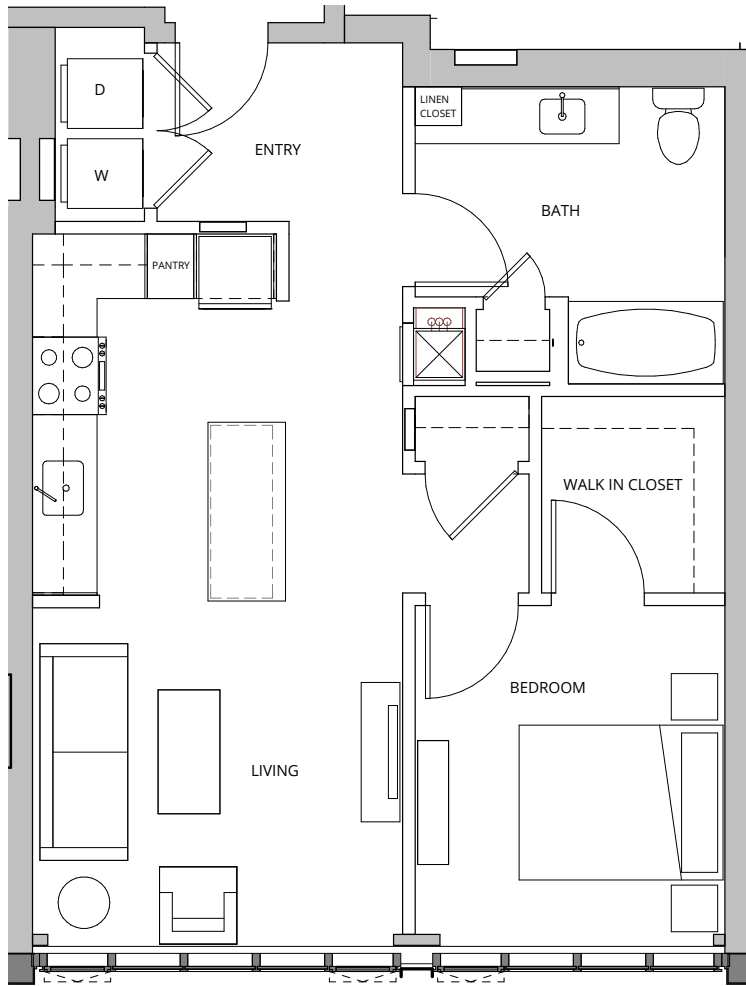 D
LINEN
CLOSET
ENTRY
W
BATH
PANTRY
WALK IN CLOSET
BEDROOM
LIVING